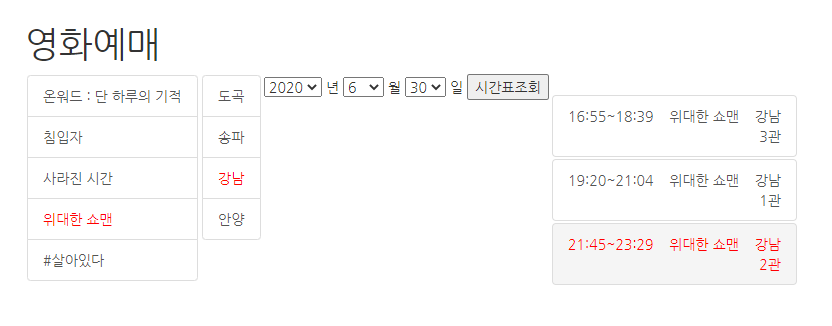 영화예매
온워드 : 단 하루의 기적
침입자
사라진 시간
위대한 쇼맨
#살아있다
도곡
송파
강남
안양
2020 년 6 월 30 일 시간표조회
16:55~18:39 위대한 쇼맨 강남
3관
19:20~21:04 위대한 쇼맨 강남
1관
21:45~23:29 위대한 쇼맨 강남
2관